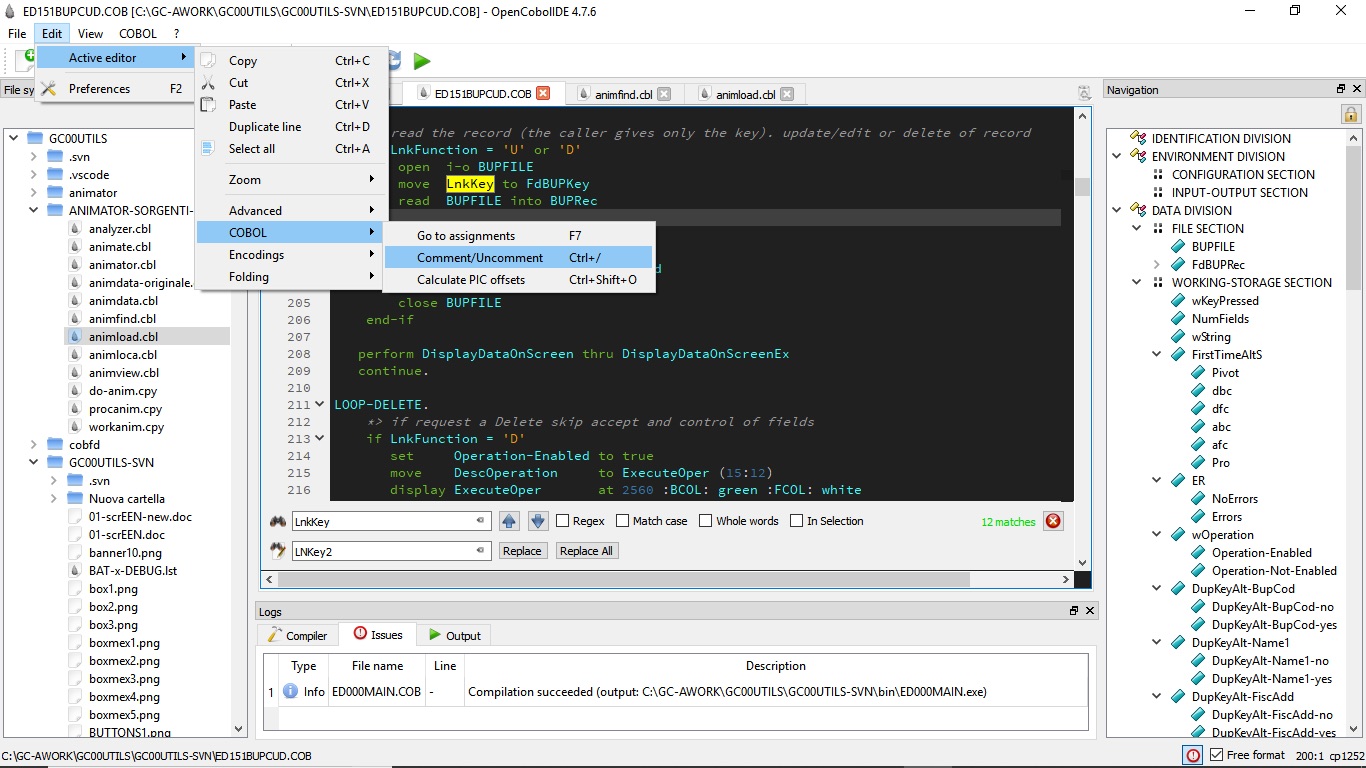 ED151BUPCUD.COB [C:\GC-AWORK\GC00UTILS\GC00UTILS-SVN\ED151BUPCUD.COB] - OpenCobolIDE 4.7.6
File Edit View COBOL ?
Active editor
Preferences F2
Copy Ctrl+C
Cut Ctrl+X
Paste Ctrl+V
Duplicate line Ctrl+D
Select all Ctrl+A
Zoom
Advanced
COBOL
Encodings
Folding
Go to assignments F7
Comment/Uncomment Ctrl+/
Calculate PIC offsets Ctrl+Shift+O
File sy
GC00UTILS
.svn
.vscode
animator
ANIMATOR-SORGENTI-
analyzer.cbl
animate.cbl
animator.cbl
animdata-originale.
animdata.cbl
animfind.cbl
animload.cbl
animloca.cbl
animview.cbl
do-anim.cpy
procanim.cpy
workanim.cpy
cobfd
GC00UTILS-SVN
.svn
Nuova cartella
01-scrEEN-new.doc
01-scrEEN.doc
banner10.png
BAT-x-DEBUG.lst
box1.png
box2.png
box3.png
boxmex1.png
boxmex2.png
boxmex3.png
boxmex4.png
boxmex5.png
BUTTONS1.png
ED151BUPCUD.COB animfind.cbl animload.cbl
read the record (the caller gives only the key). update/edit or delete of record
LnkFunction = 'U' or 'D'
open i-o BUPFILE
move LnkKey to FdBUPKey
read BUPFILE into BUPRec
d
205 close BUPFILE
206 end-if
207
208 perform DisplayDataOnScreen thru DisplayDataOnScreenEx
209 continue.
210
211 LOOP-DELETE.
212 *> if request a Delete skip accept and control of fields
213 if LnkFunction = 'D'
214 set Operation-Enabled to true
215 move DescOperation to ExecuteOper (15:12)
216 display ExecuteOper at 2560 :BCOL: green :FCOL: white
LnkKey Regex Match case Whole words In Selection 12 matches
LNKey2 Replace Replace All
Logs
Compiler Issues Output
Type File name Line Description
1 Info ED000MAIN.COB - Compilation succeeded (output: C:\GC-AWORK\GC00UTILS\GC00UTILS-SVN\bin\ED000MAIN.exe)
Navigation
IDENTIFICATION DIVISION
ENVIRONMENT DIVISION
CONFIGURATION SECTION
INPUT-OUTPUT SECTION
DATA DIVISION
FILE SECTION
BUPFILE
FdBUPRec
WORKING-STORAGE SECTION
wKeyPressed
NumFields
wString
FirstTimeAltS
Pivot
dbc
dfc
abc
afc
Pro
ER
NoErrors
Errors
wOperation
Operation-Enabled
Operation-Not-Enabled
DupKeyAlt-BupCod
DupKeyAlt-BupCod-no
DupKeyAlt-BupCod-yes
DupKeyAlt-Name1
DupKeyAlt-Name1-no
DupKeyAlt-Name1-yes
DupKeyAlt-FiscAdd
DupKeyAlt-FiscAdd-no
DupKeyAlt-FiscAdd-yes
C:\GC-AWORK\GC00UTILS\GC00UTILS-SVN\ED151BUPCUD.COB Free format 200:1 cp1252